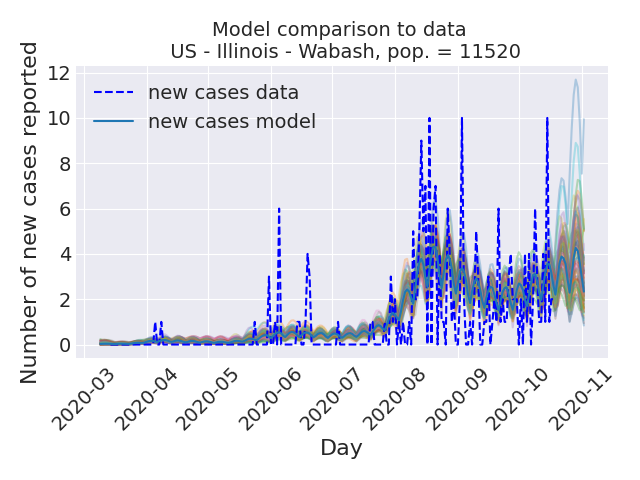 Model comparison to data
US - Illinois - Wabash, pop. = 11520
Number of new cases reported
12
10
8
6
4
2
0
new cases data
new cases model
2020-03
2020-04
2020-05
2020-06
2020-07
2020-08
2020-09
2020-10
2020-11
Day